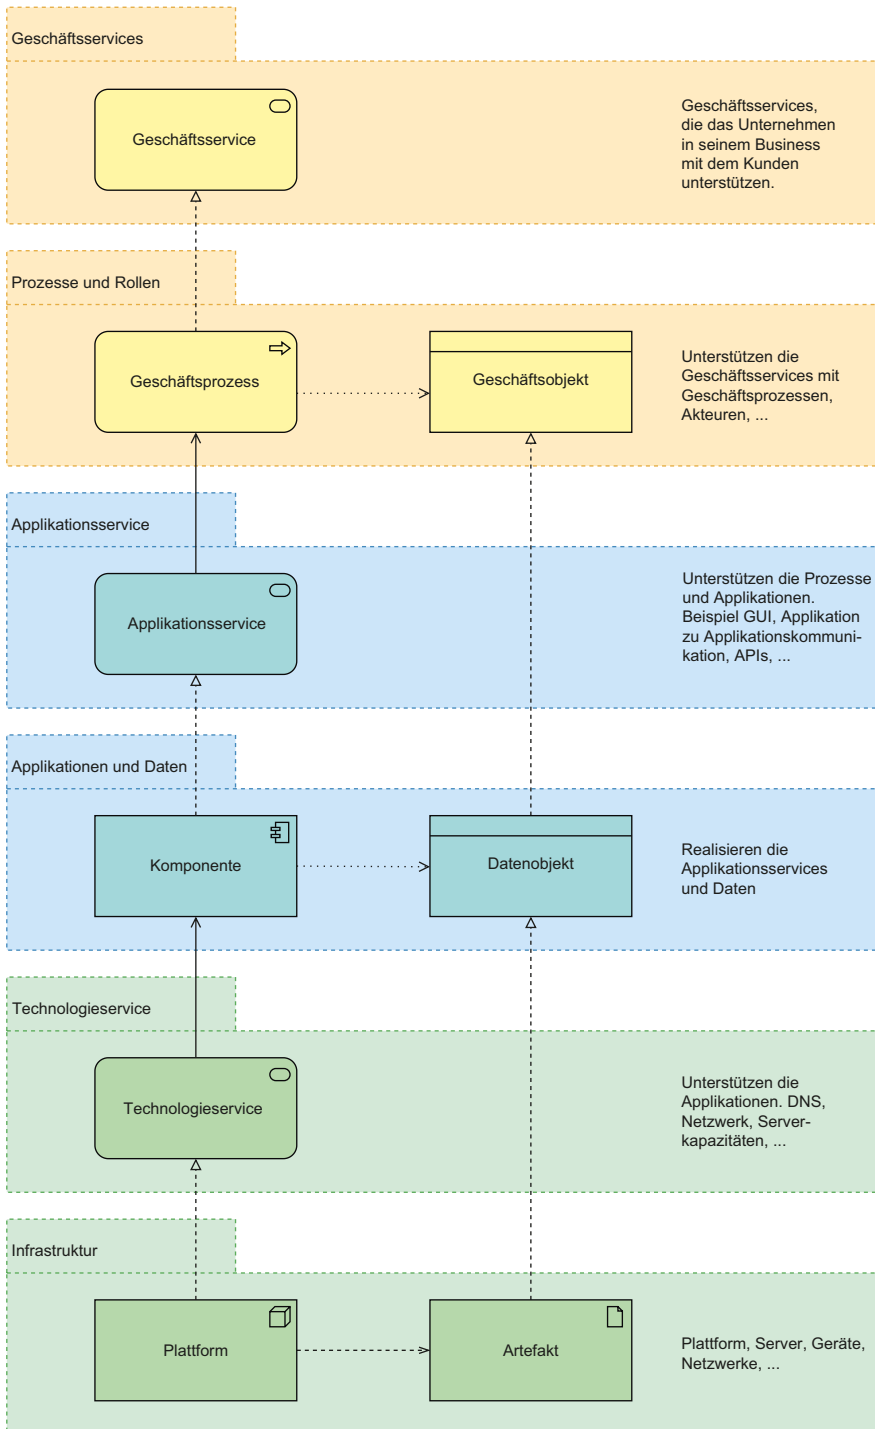 Geschäftsservices
Geschäftsservice
Geschäftsservices,
die das Unternehmen
in seinem Business
mit dem Kunden
unterstützen.
Prozesse und Rollen
Geschäftsprozess
Geschäftsobjekt
Unterstützen die
Geschäftsservices mit
Geschäftsprozessen,
Akteuren, ...
Applikationsservice
Applikationsservice
Unterstützen die Prozesse
und Applikationen.
Beispiel GUI, Applikation
zu Applikationskommuni-
kation, APIs, ...
Applikationen und Daten
Komponente
Datenobjekt
Realisieren die
Applikationsservices
und Daten
Technologieservice
Technologieservice
Unterstützen die
Applikationen. DNS,
Netzwerk, Server-
kapazitäten, ...
Infrastruktur
Plattform
Artefakt
Plattform, Server, Geräte,
Netzwerke, ...